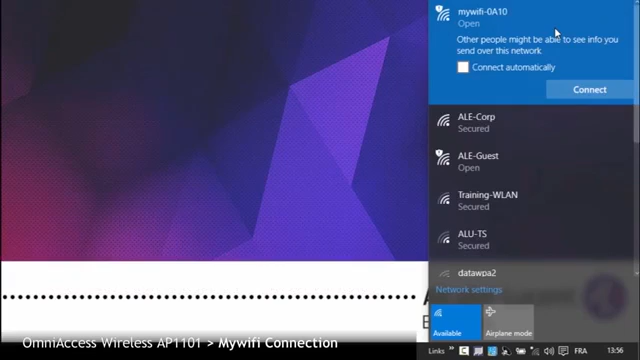 mywifi-0A10
Open
Other people might be able to see info you
send over this network
Connect automatically
Connect
ALE-Corp
Secured
ALE-Guest
Open
Training-WLAN
Secured
ALU-TS
Secured
datawpa2
Network settings
Available
Airplane mode
OmniAccess Wireless AP1101 > Mywifi Connection
Links
FRA
13:56